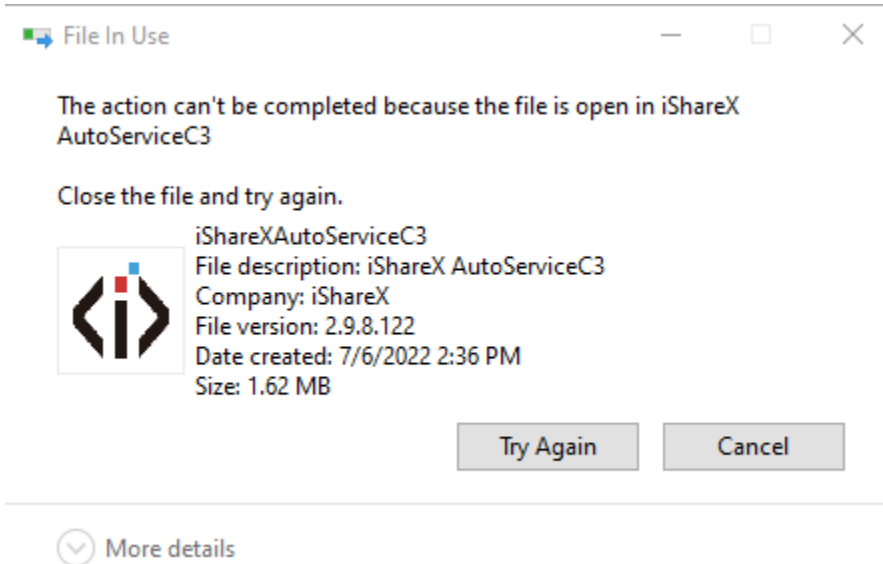 File In Use
The action can't be completed because the file is open in iShareX
AutoServiceC3
Close the file and try again.
iShareXAutoServiceC3
File description: iShareX AutoServiceC3
Company: iShareX
File version: 2.9.8.122
Date created: 7/6/2022 2:36 PM
Size: 1.62 MB
Try Again
Cancel
More details